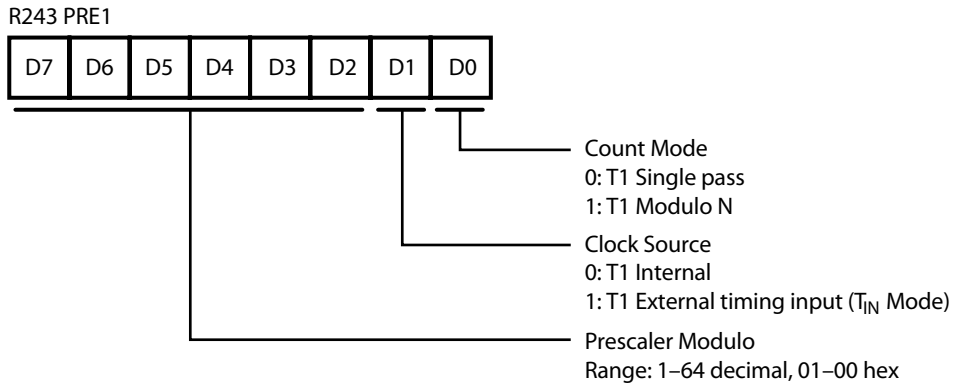 R243 PRE1
D7 D6 D5 D4 D3 D2 D1 D0
Count Mode
0: T1 Single pass
1: T1 Modulo N
Clock Source
0: T1 Internal
1: T1 External timing input (TIN Mode)
Prescaler Modulo
Range: 1–64 decimal, 01–00 hex